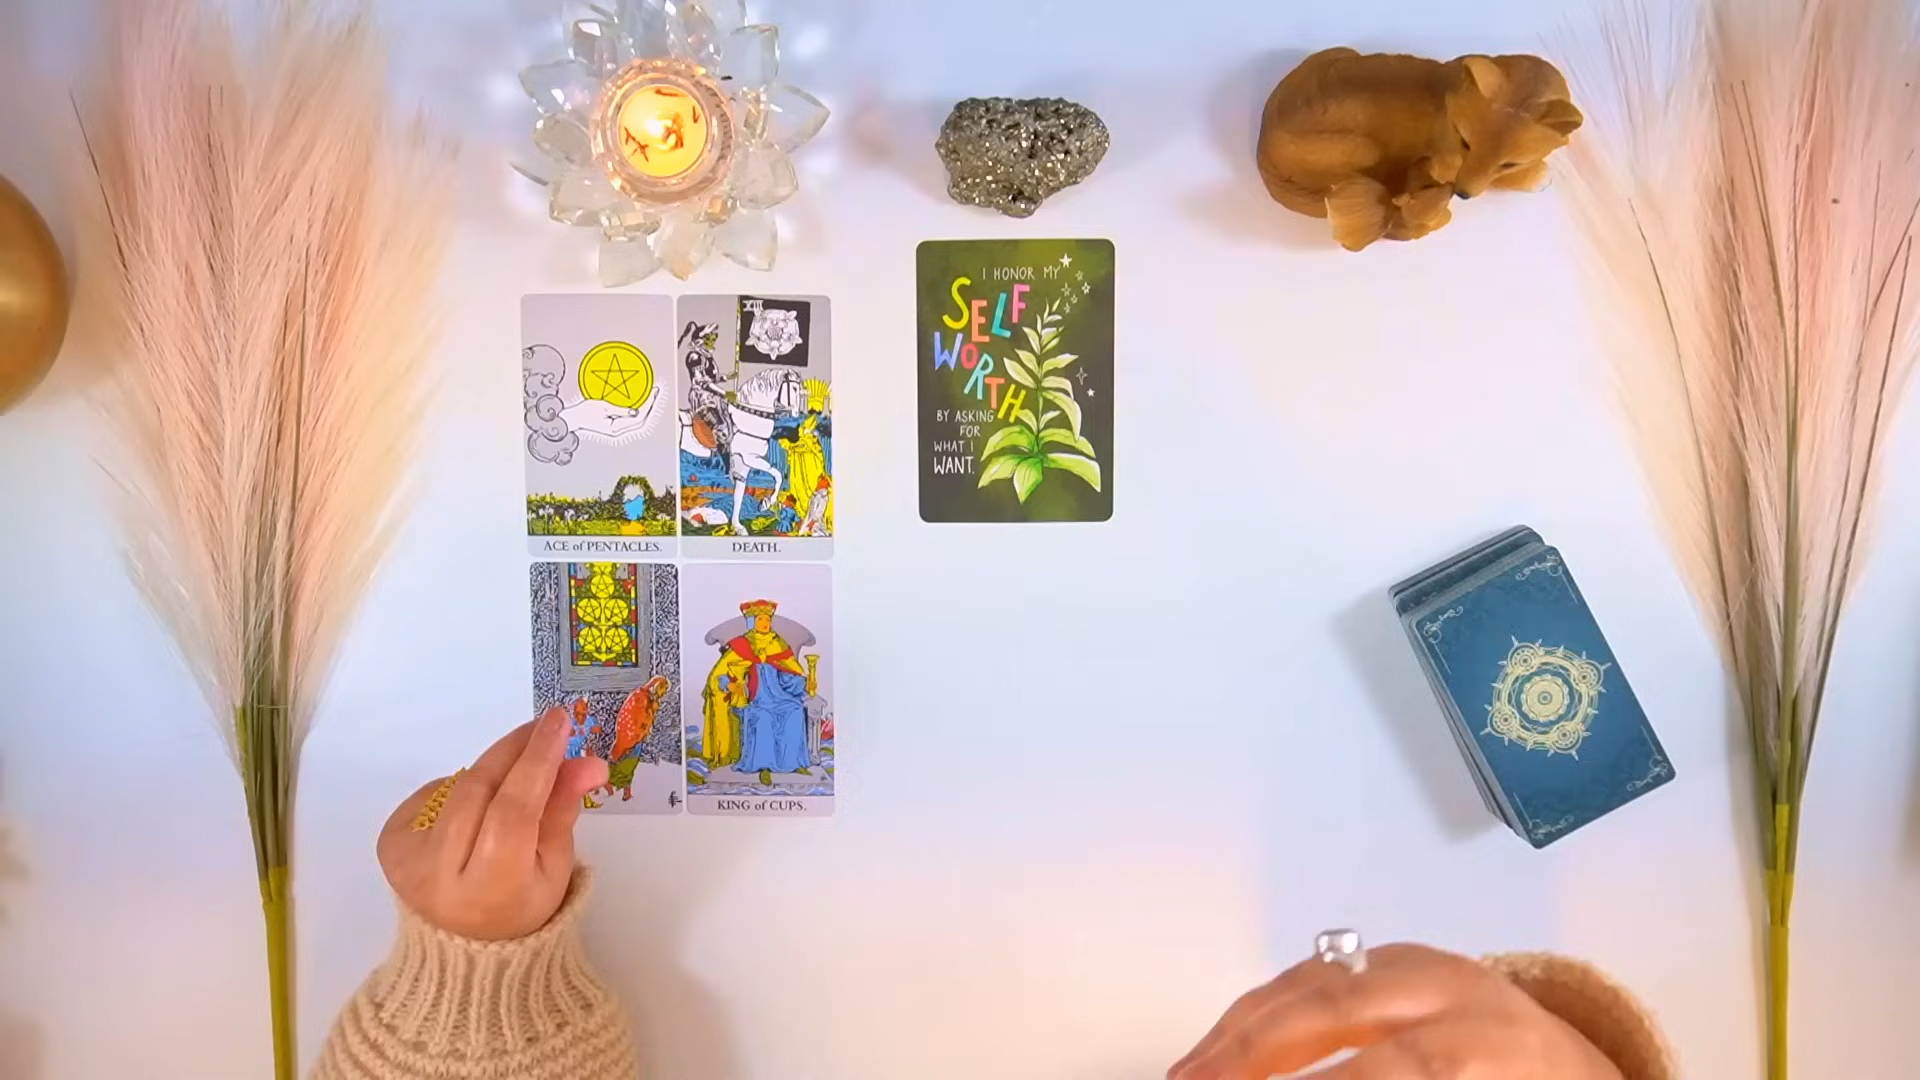 XIII
ACE of PENTACLES.
DEATH.
KING of CUPS.
I HONOR MY
SELF
WORTH
BY ASKING
FOR
WHAT I
WANT.